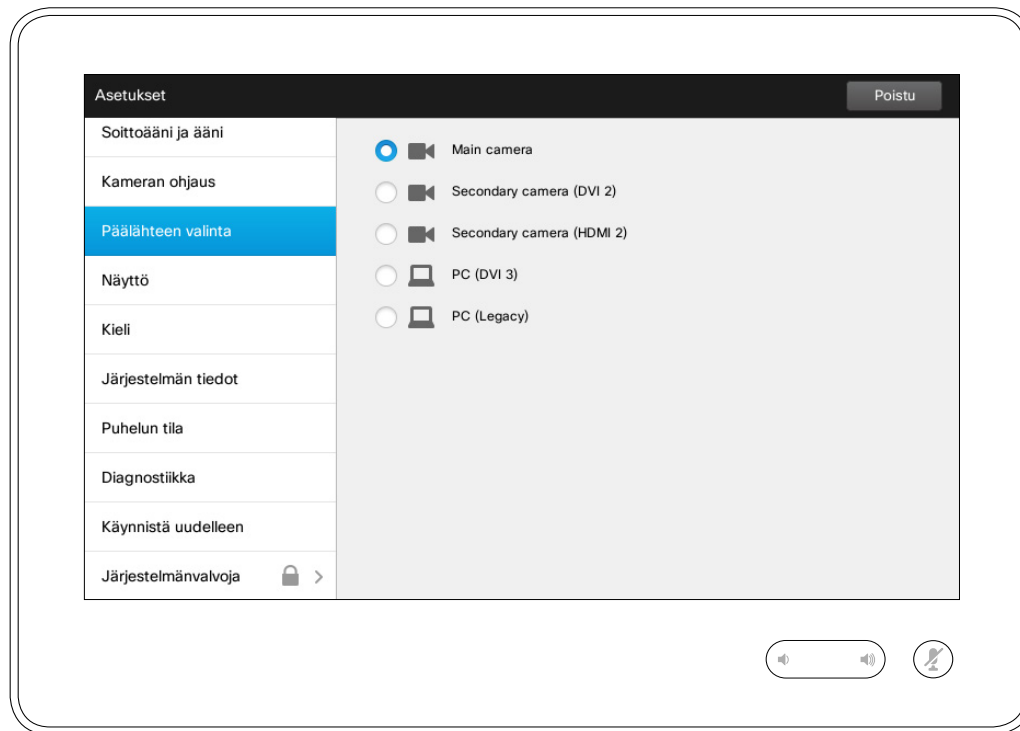 Asetukset
Poistu
Soittoääni ja ääni
Kameran ohjaus
Päälähteen valinta
Näyttö
Kieli
Järjestelmän tiedot
Puhelun tila
Diagnostiikka
Käynnistä uudelleen
Järjestelmänvalvoja
Main camera
Secondary camera (DVI 2)
Secondary camera (HDMI 2)
PC (DVI 3)
PC (Legacy)